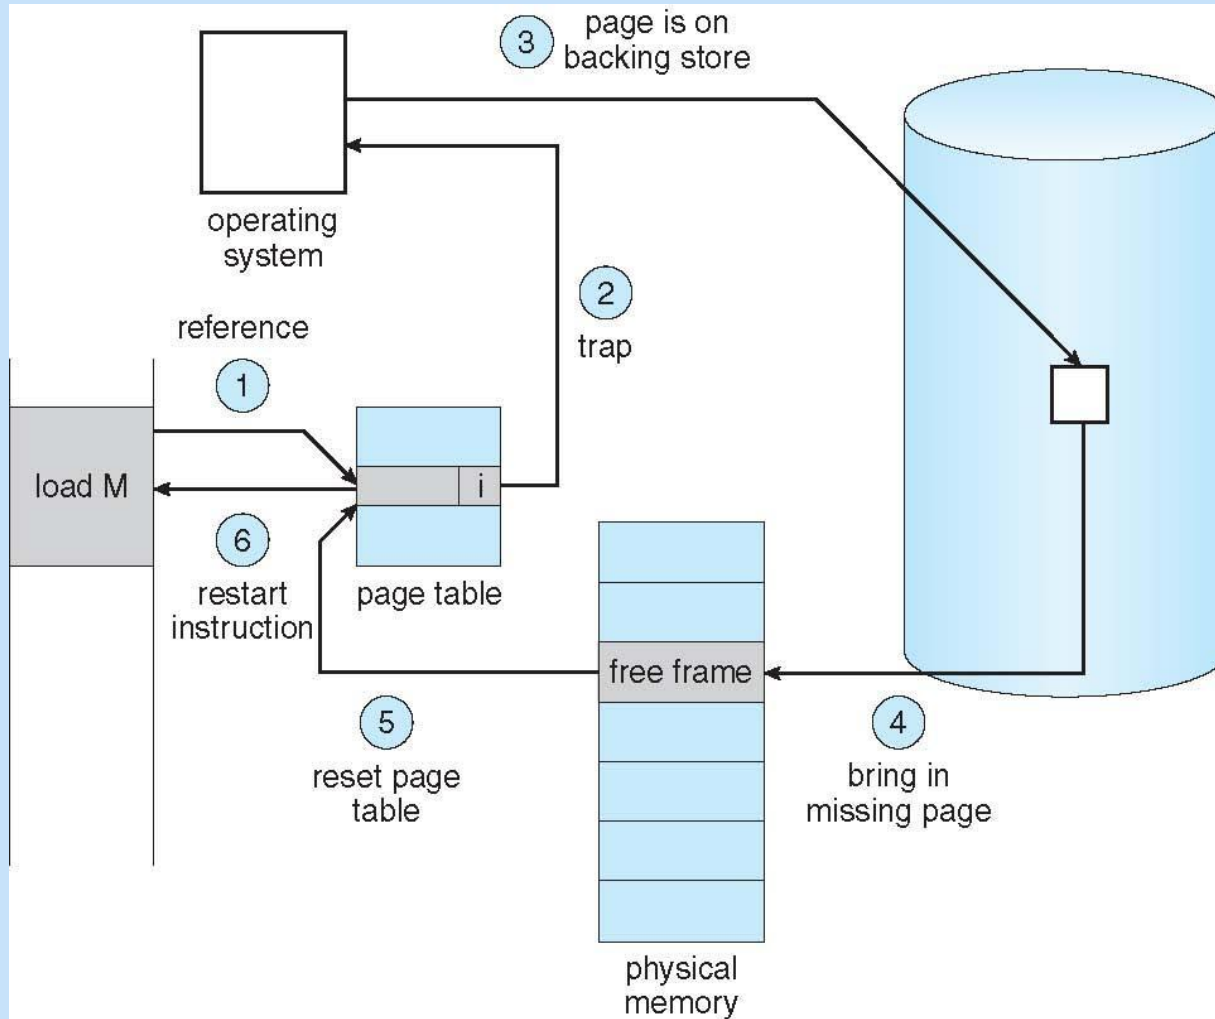 3
page is on
backing store
operating
system
2
trap
reference
1
load M
i
6
restart
instruction
page table
free frame
5
reset page
table
4
bring in
missing page
physical
memory